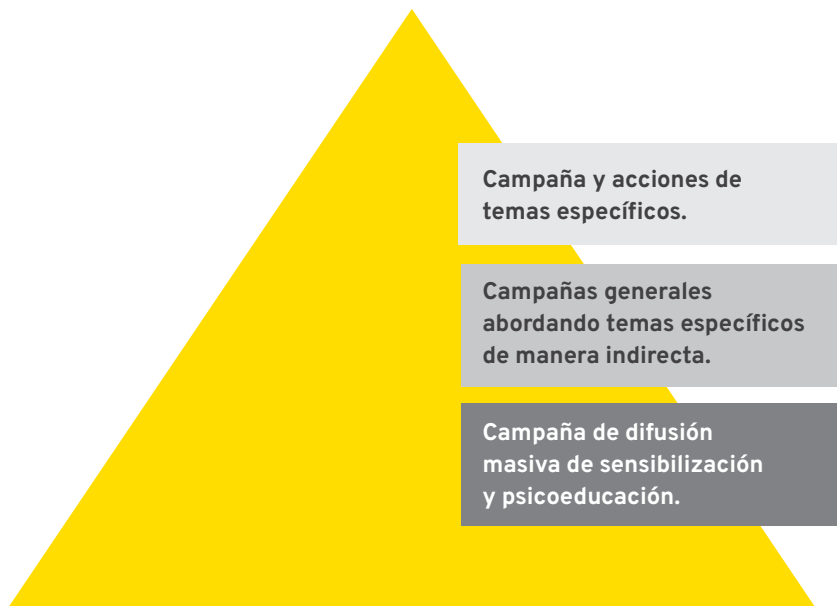 Campaña y acciones de
temas específicos.
Campañas generales
abordando temas específicos
de manera indirecta.
Campaña de difusión
masiva de sensibilización
y psicoeducación.